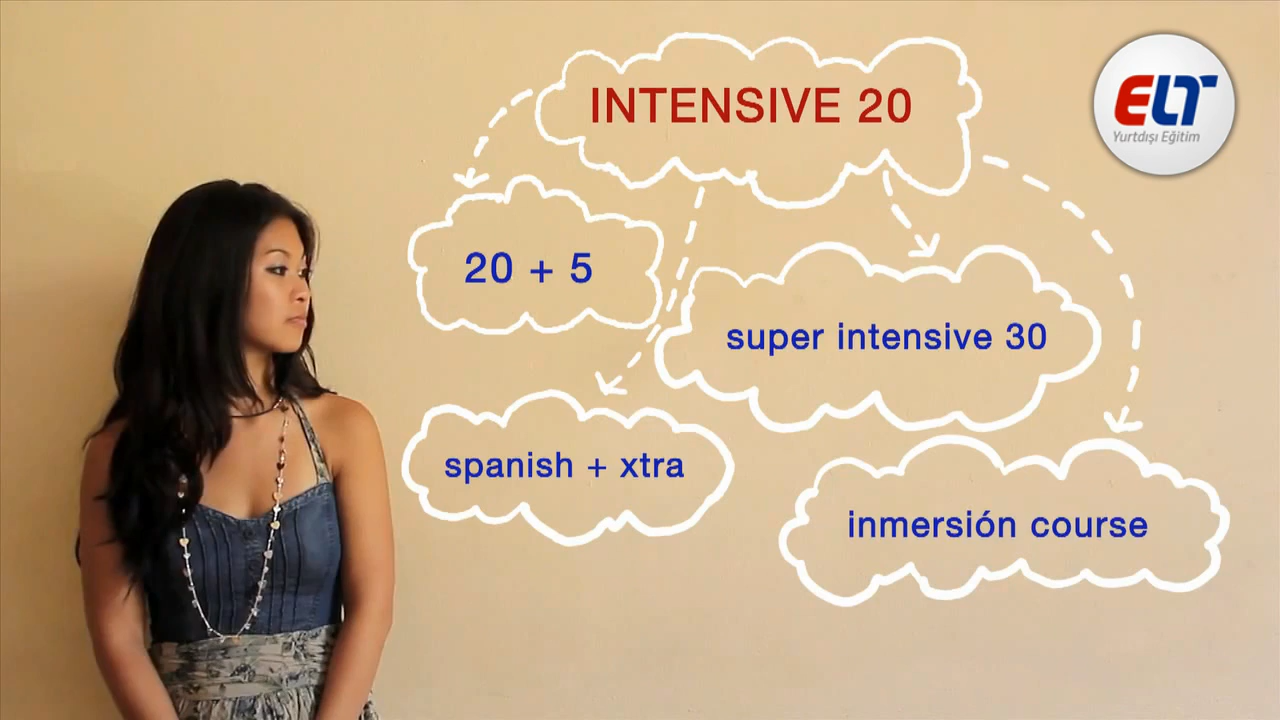 INTENSIVE 20
ELT
Yurtdışı Eğitim
20 + 5
super intensive 30
spanish + xtra
inmersión course